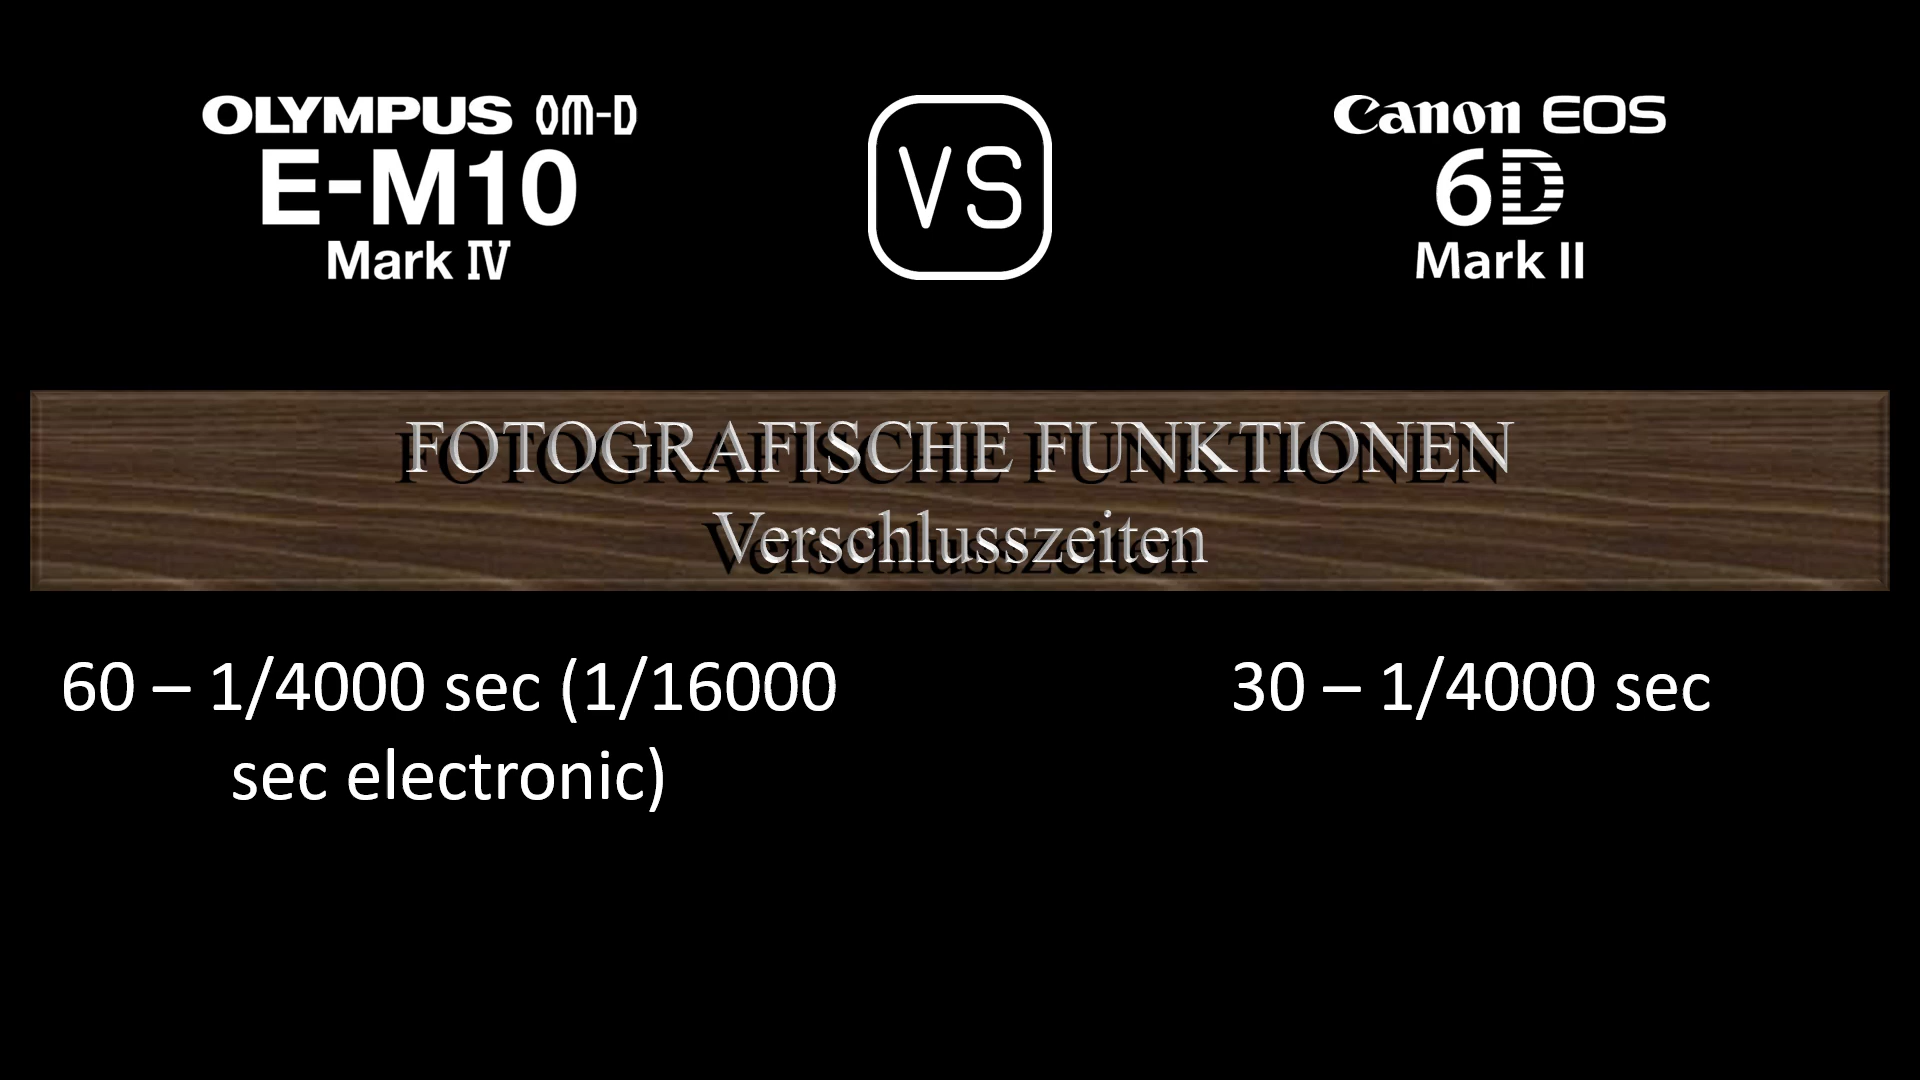 OLYMPUS OM-D
E-M10
Mark IV
VS
Canon EOS
6D
Mark II
FOTOGRAFISCHE FUNKTIONEN
Verschlusszeiten
60 – 1/4000 sec (1/16000
sec electronic)
30 – 1/4000 sec